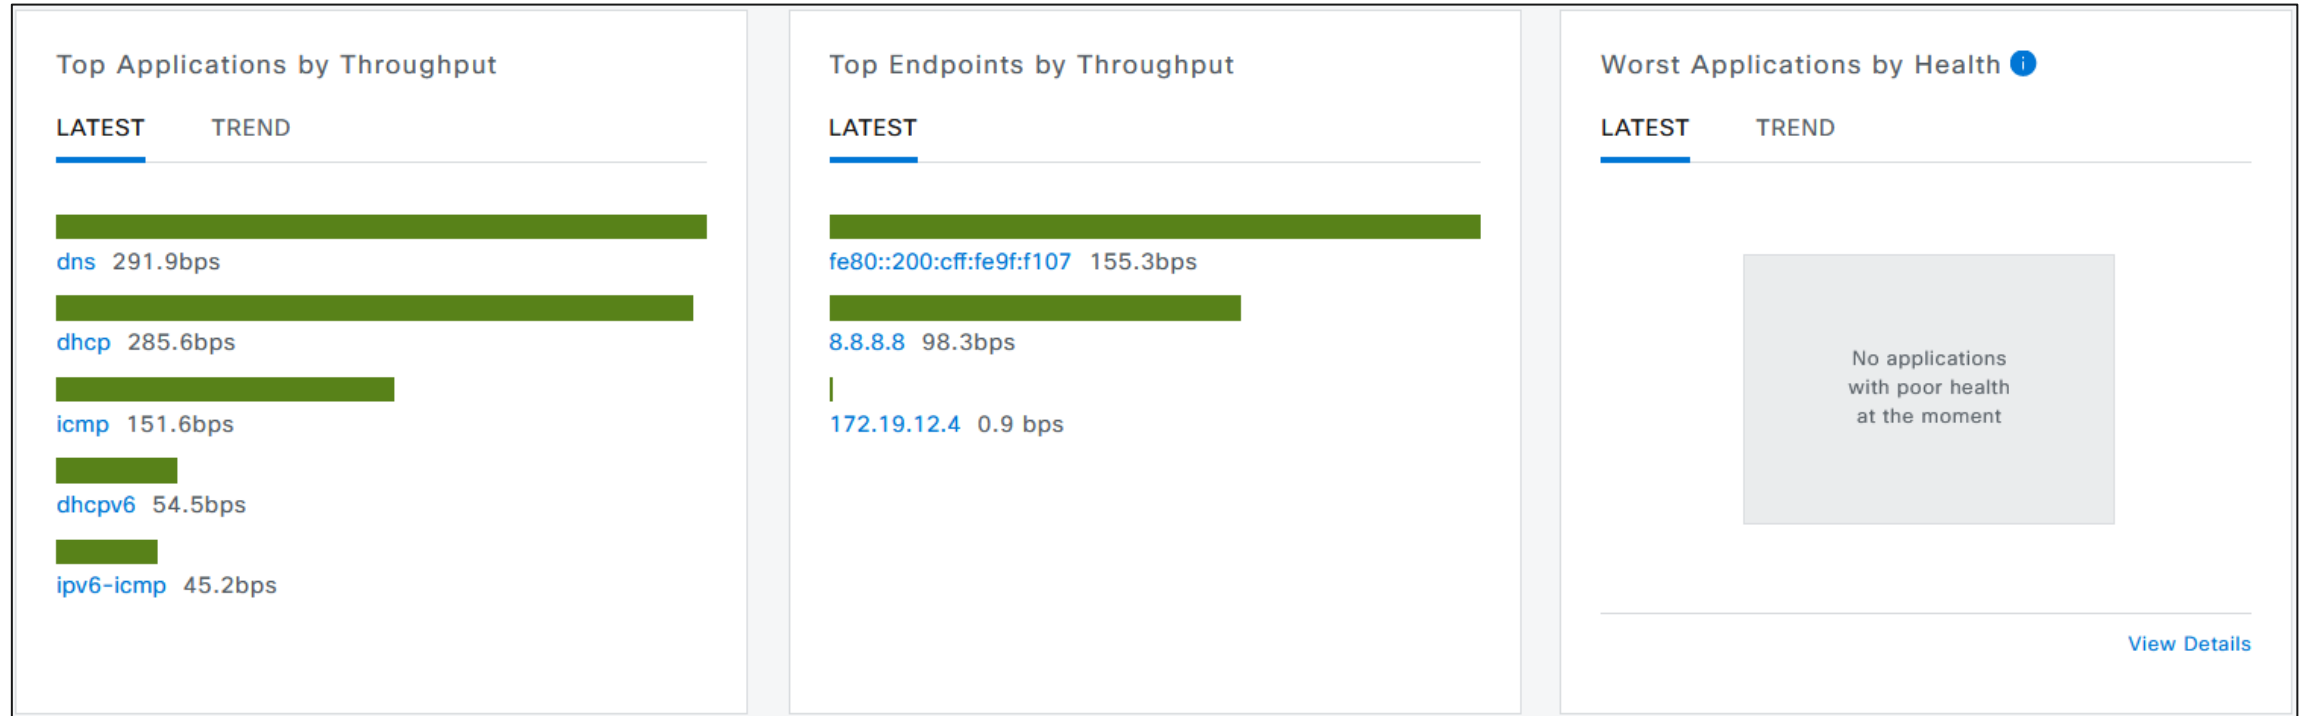 Top Applications by Throughput
LATEST TREND
dns 291.9bps
dhcp 285.6bps
icmp 151.6bps
dhcpv6 54.5bps
ipv6-icmp 45.2bps
Top Endpoints by Throughput
LATEST
fe80::200:cff:fe9f:f107 155.3bps
8.8.8.8 98.3bps
172.19.12.4 0.9 bps
Worst Applications by Health i
LATEST TREND
No applications
with poor health
at the moment
View Details